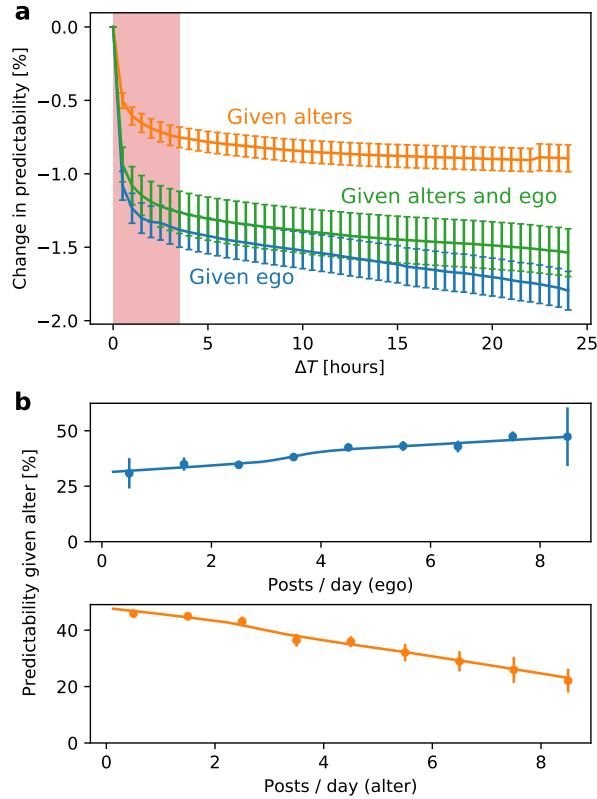 a
0.0
−0.5
−1.0
−1.5
−2.0
Change in predictability [%]
Given alters
Given alters and ego
Given ego
0 5 10 15 20 25
ΔT [hours]
b
50
25
0
0 2 4 6 8
Posts / day (ego)
Predictability given alter [%]
40
20
0
0 2 4 6 8
Posts / day (alter)